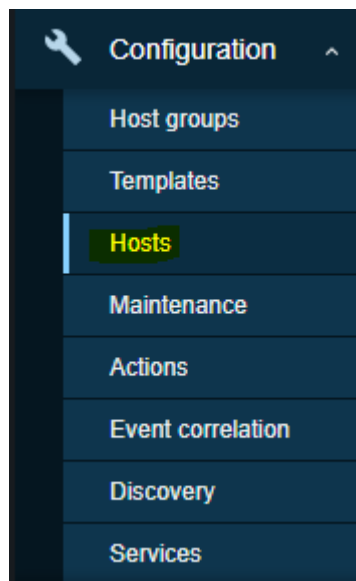 Configuration
Host groups
Templates
Hosts
Maintenance
Actions
Event correlation
Discovery
Services